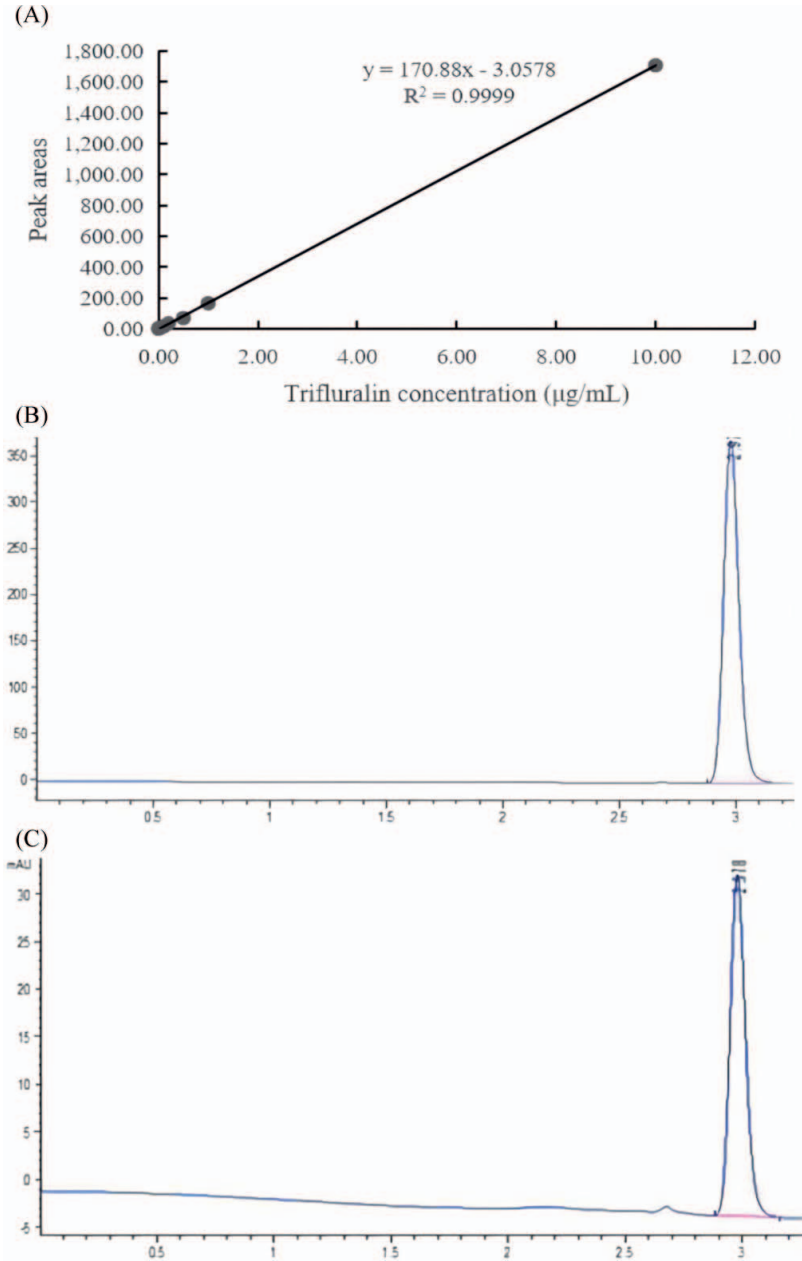 (A)
1,800.00
1,600.00
1,400.00
1,200.00
1,000.00
800.00
600.00
400.00
200.00
0.00
y = 170.88x - 3.0578
R² = 0.9999
Peak areas
0.00 2.00 4.00 6.00 8.00 10.00 12.00
Trifluralin concentration (μg/mL)
(B)
350
300
250
200
150
100
50
0
0.5 1 1.5 2 2.5 3
(C)
mAU
30
25
20
15
10
5
0
-5
0.5 1 1.5 2 2.5 3